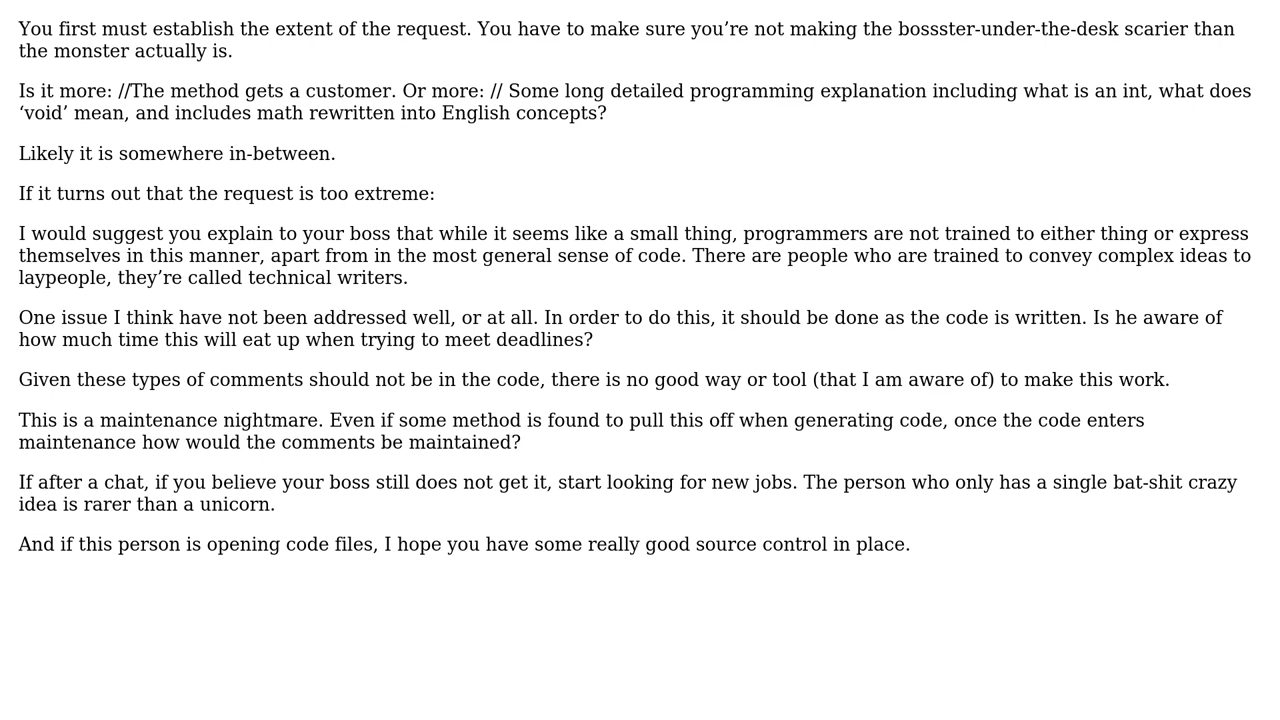 You first must establish the extent of the request. You have to make sure you’re not making the bossster-under-the-desk scarier than
the monster actually is.
Is it more: //The method gets a customer. Or more: // Some long detailed programming explanation including what is an int, what does
‘void’ mean, and includes math rewritten into English concepts?
Likely it is somewhere in-between.
If it turns out that the request is too extreme:
I would suggest you explain to your boss that while it seems like a small thing, programmers are not trained to either thing or express
themselves in this manner, apart from in the most general sense of code. There are people who are trained to convey complex ideas to
laypeople, they’re called technical writers.
One issue I think have not been addressed well, or at all. In order to do this, it should be done as the code is written. Is he aware of
how much time this will eat up when trying to meet deadlines?
Given these types of comments should not be in the code, there is no good way or tool (that I am aware of) to make this work.
This is a maintenance nightmare. Even if some method is found to pull this off when generating code, once the code enters
maintenance how would the comments be maintained?
If after a chat, if you believe your boss still does not get it, start looking for new jobs. The person who only has a single bat-shit crazy
idea is rarer than a unicorn.
And if this person is opening code files, I hope you have some really good source control in place.